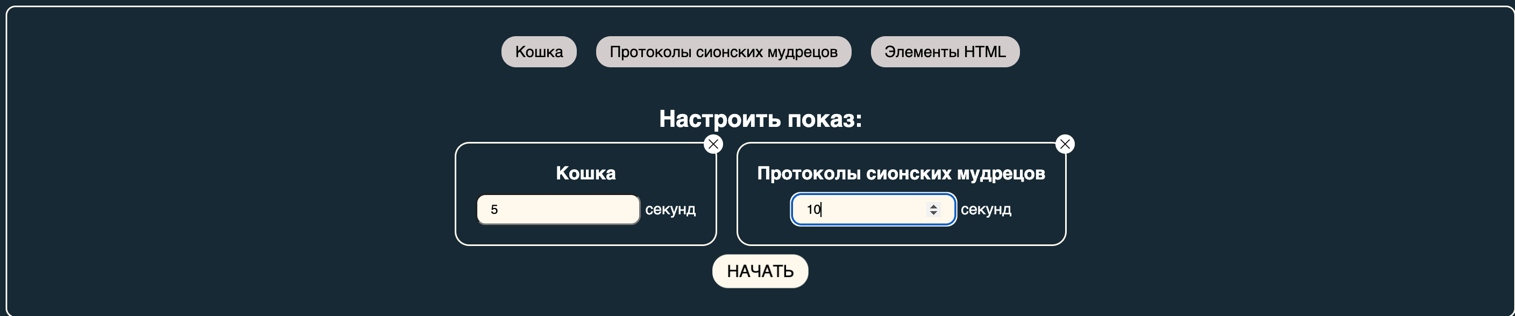 Кошка Протоколы сионских мудрецов Элементы HTML
Настроить показ:
Кошка
5 секунд
Протоколы сионских мудрецов
10 секунд
НАЧАТЬ